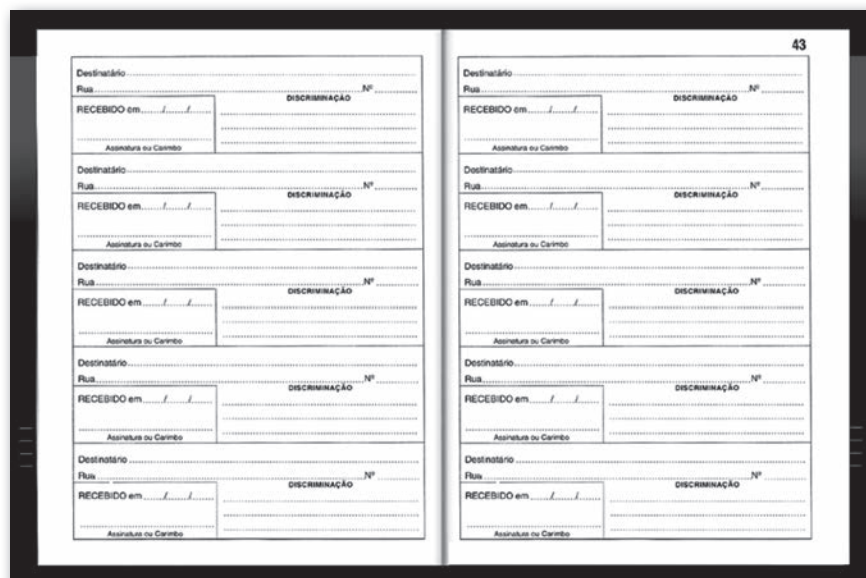 Destinatário
Rua Nº
DISCRIMINAÇÃO
RECEBIDO em / /
Assinatura ou Carimbo
Destinatário
Rua Nº
DISCRIMINAÇÃO
RECEBIDO em / /
Assinatura ou Carimbo
Destinatário
Rua Nº
DISCRIMINAÇÃO
RECEBIDO em / /
Assinatura ou Carimbo
Destinatário
Rua Nº
DISCRIMINAÇÃO
RECEBIDO em / /
Assinatura ou Carimbo
Destinatário
Rua Nº
DISCRIMINAÇÃO
RECEBIDO em / /
Assinatura ou Carimbo
43
Destinatário
Rua Nº
DISCRIMINAÇÃO
RECEBIDO em / /
Assinatura ou Carimbo
Destinatário
Rua Nº
DISCRIMINAÇÃO
RECEBIDO em / /
Assinatura ou Carimbo
Destinatário
Rua Nº
DISCRIMINAÇÃO
RECEBIDO em / /
Assinatura ou Carimbo
Destinatário
Rua Nº
DISCRIMINAÇÃO
RECEBIDO em / /
Assinatura ou Carimbo
Destinatário
Rua Nº
DISCRIMINAÇÃO
RECEBIDO em / /
Assinatura ou Carimbo